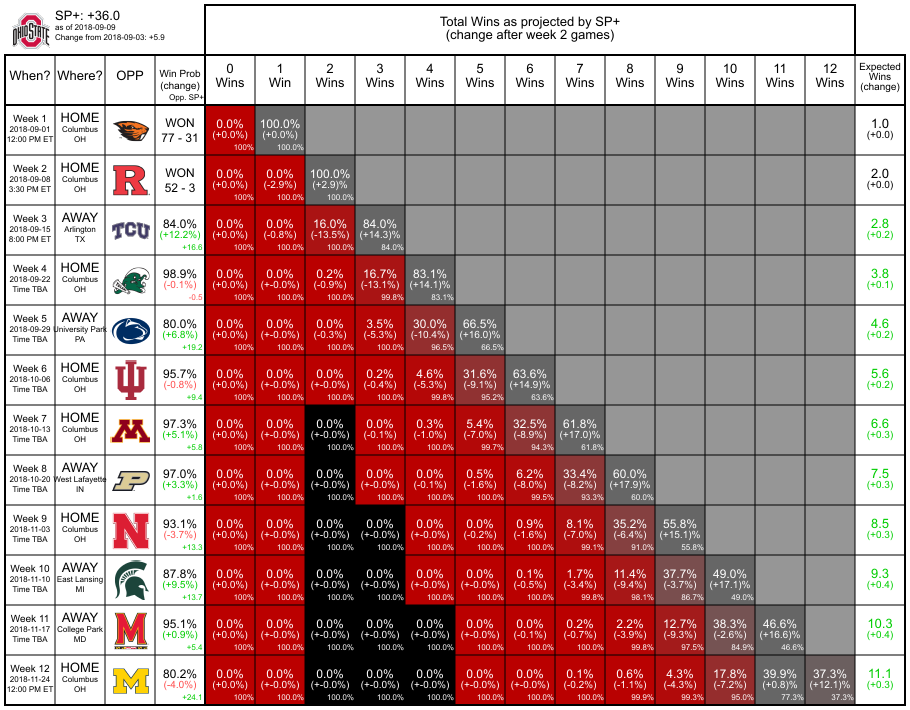 SP+: +36.0
as of 2018-09-09
Change from 2018-09-03: +5.9
OHIO STATE
Total Wins as projected by SP+
(change after week 2 games)
When? Where? OPP Win Prob (change) Opp. SP+
0 Wins 1 Win 2 Wins 3 Wins 4 Wins 5 Wins 6 Wins 7 Wins 8 Wins 9 Wins 10 Wins 11 Wins 12 Wins
Expected Wins (change)
Week 1 HOME WON 0.0% 100.0% 1.0
2018-09-01 Columbus 77 - 31 (+0.0%) (+0.0%) (+0.0)
12:00 PM ET OH 100%
Week 2 HOME WON 0.0% 0.0% 100.0% 2.0
2018-09-08 Columbus 52 - 3 (+0.0%) (-2.9%) (+2.9)% (+0.0)
3:30 PM ET OH R 100% 100.0% 100.0%
Week 3 AWAY 84.0% 0.0% 0.0% 16.0% 84.0% 2.8
2018-09-15 Arlington TCU (+12.2%) (+0.0%) (-0.8%) (-13.5%) (+14.3)% (+0.2)
8:00 PM ET TX +16.6 100% 100.0% 100.0% 84.0%
Week 4 HOME 98.9% 0.0% 0.0% 0.2% 16.7% 83.1% 3.8
2018-09-22 Columbus (-0.1%) (+0.0%) (-0.0%) (-0.9%) (-13.1%) (+14.1)% (+0.1)
Time TBA OH -0.5 100% 100.0% 100.0% 99.8% 83.1%
Week 5 AWAY 80.0% 0.0% 0.0% 0.0% 3.5% 30.0% 66.5% 4.6
2018-09-29 University Park (+6.8%) (+0.0%) (+-0.0%) (-0.3%) (-5.3%) (-10.4%) (+16.0)% (+0.2)
Time TBA PA +19.2 100% 100.0% 100.0% 100.0% 96.5% 66.5%
Week 6 HOME 95.7% 0.0% 0.0% 0.0% 0.2% 4.6% 31.6% 63.6% 5.6
2018-10-06 Columbus (-0.8%) (+0.0%) (+-0.0%) (-0.0%) (-0.4%) (-5.3%) (-9.1%) (+14.9)% (+0.2)
Time TBA OH +9.4 100% 100.0% 100.0% 100.0% 99.8% 95.2% 63.6%
Week 7 HOME 97.3% 0.0% 0.0% 0.0% 0.0% 0.3% 5.4% 32.5% 61.8% 6.6
2018-10-13 Columbus M (+5.1%) (+0.0%) (+-0.0%) (+-0.0%) (-0.1%) (-1.0%) (-7.0%) (-8.9%) (+17.0)% (+0.3)
Time TBA OH +5.8 100% 100.0% 100.0% 100.0% 100.0% 99.7% 94.3% 61.8%
Week 8 AWAY 97.0% 0.0% 0.0% 0.0% 0.0% 0.0% 0.5% 6.2% 33.4% 60.0% 7.5
2018-10-20 West Lafayette P (+3.3%) (+0.0%) (+-0.0%) (+-0.0%) (+-0.0%) (-0.1%) (-1.6%) (-8.0%) (-8.2%) (+17.9)% (+0.3)
Time TBA IN +1.6 100% 100.0% 100.0% 100.0% 100.0% 100.0% 99.5% 93.3% 60.0%
Week 9 HOME 93.1% 0.0% 0.0% 0.0% 0.0% 0.0% 0.0% 0.9% 8.1% 35.2% 55.8% 8.5
2018-11-03 Columbus N (-3.7%) (+0.0%) (+-0.0%) (+-0.0%) (+-0.0%) (-0.0%) (-0.2%) (-1.6%) (-7.0%) (-6.4%) (+15.1)% (+0.3)
Time TBA OH +13.3 100% 100.0% 100.0% 100.0% 100.0% 100.0% 100.0% 99.1% 91.0% 55.8%
Week 10 AWAY 87.8% 0.0% 0.0% 0.0% 0.0% 0.0% 0.0% 0.1% 1.7% 11.4% 37.7% 49.0% 9.3
2018-11-10 East Lansing (+9.5%) (+0.0%) (+-0.0%) (+-0.0%) (+-0.0%) (+-0.0%) (-0.0%) (-0.5%) (-3.4%) (-9.4%) (-3.7%) (+17.1)% (+0.4)
Time TBA MI +13.7 100% 100.0% 100.0% 100.0% 100.0% 100.0% 100.0% 99.8% 98.1% 86.7% 49.0%
Week 11 AWAY 95.1% 0.0% 0.0% 0.0% 0.0% 0.0% 0.0% 0.0% 0.2% 2.2% 12.7% 38.3% 46.6% 10.3
2018-11-17 College Park M (+0.9%) (+0.0%) (+-0.0%) (+-0.0%) (+-0.0%) (+-0.0%) (-0.0%) (-0.1%) (-0.7%) (-3.9%) (-9.3%) (-2.6%) (+16.6)% (+0.4)
Time TBA MD +5.4 100% 100.0% 100.0% 100.0% 100.0% 100.0% 100.0% 100.0% 99.8% 97.5% 84.9% 46.6%
Week 12 HOME 80.2% 0.0% 0.0% 0.0% 0.0% 0.0% 0.0% 0.0% 0.1% 0.6% 4.3% 17.8% 39.9% 37.3% 11.1
2018-11-24 Columbus M (-4.0%) (+0.0%) (+-0.0%) (+-0.0%) (+-0.0%) (+-0.0%) (+-0.0%) (-0.0%) (-0.2%) (-1.1%) (-4.3%) (-7.2%) (+0.8)% (+12.1)% (+0.3)
12:00 PM ET OH +24.1 100% 100.0% 100.0% 100.0% 100.0% 100.0% 100.0% 100.0% 99.9% 99.3% 95.0% 77.3% 37.3%